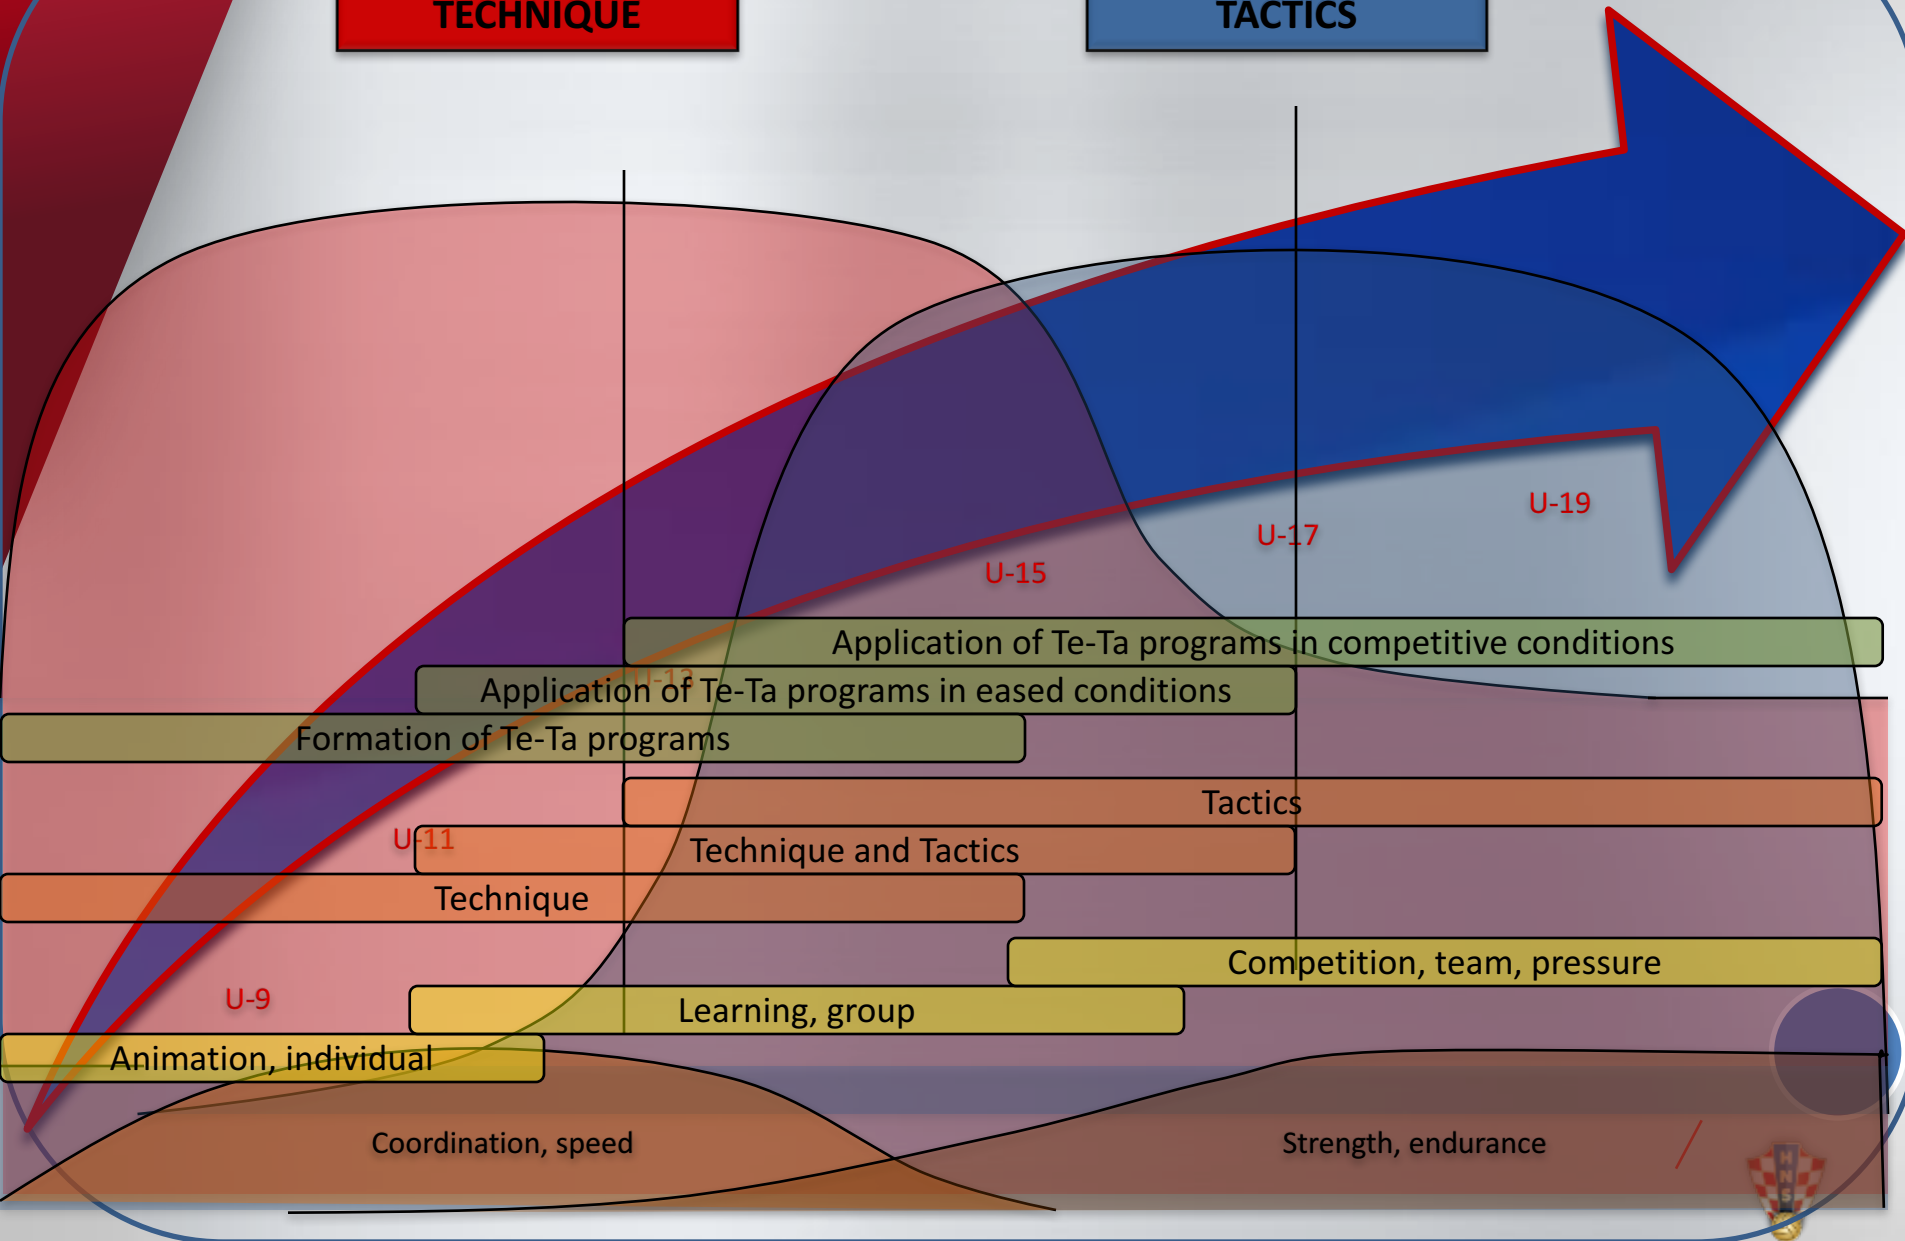 TECHNIQUE
TACTICS
U-19
U-17
U-15
Application of Te-Ta programs in competitive conditions
U-13
Application of Te-Ta programs in eased conditions
Formation of Te-Ta programs
Tactics
U-11
Technique and Tactics
Technique
Competition, team, pressure
U-9
Learning, group
Animation, individual
Coordination, speed
Strength, endurance
H
N
S